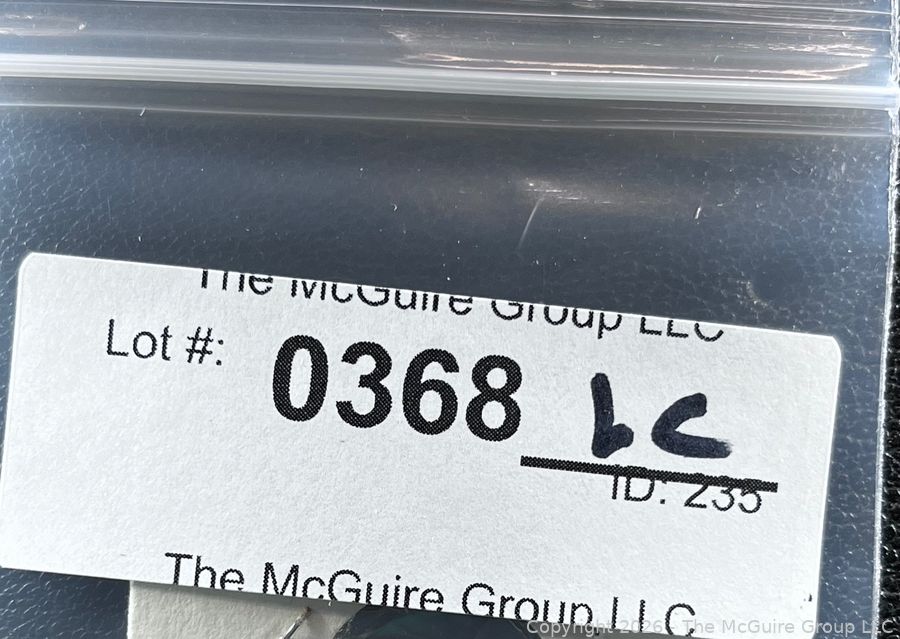 The McGuire Group LLC
Lot #: 0368 LC
ID: 235
The McGuire Group, LLC
Copyright 2026 - The McGuire Group LLC